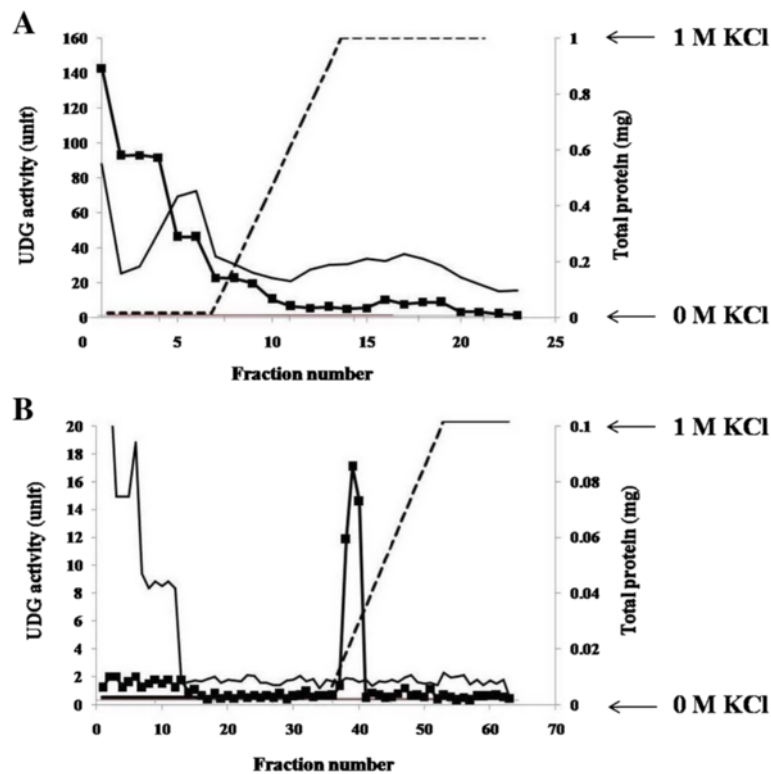 A
160
140
120
100
80
60
40
20
0
UDG activity (unit)
1
0.8
0.6
0.4
0.2
0
Total protein (mg)
1 M KCl
0 M KCl
0 5 10 15 20 25
Fraction number
B
20
18
16
14
12
10
8
6
4
2
0
UDG activity (unit)
0.1
0.08
0.06
0.04
0.02
0
Total protein (mg)
1 M KCl
0 M KCl
0 10 20 30 40 50 60 70
Fraction number